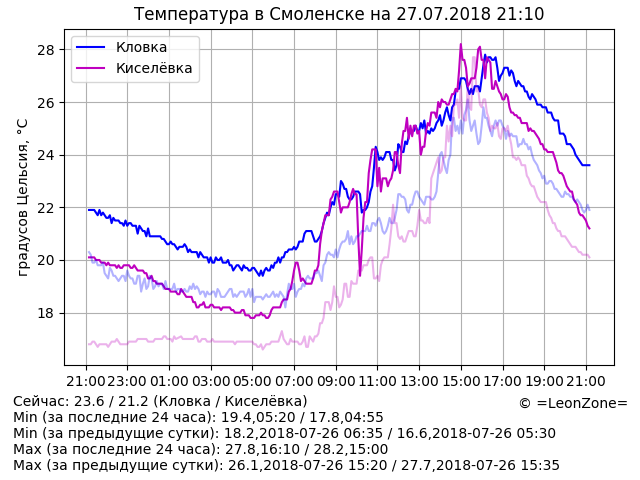 Температура в Смоленске на 27.07.2018 21:10
Кловка
Киселёвка
градусов Цельсия, °C
28
26
24
22
20
18
21:00 23:00 01:00 03:00 05:00 07:00 09:00 11:00 13:00 15:00 17:00 19:00 21:00
Сейчас: 23.6 / 21.2 (Кловка / Киселёвка)
© =LeonZone=
Min (за последние 24 часа): 19.4,05:20 / 17.8,04:55
Min (за предыдущие сутки): 18.2,2018-07-26 06:35 / 16.6,2018-07-26 05:30
Max (за последние 24 часа): 27.8,16:10 / 28.2,15:00
Max (за предыдущие сутки): 26.1,2018-07-26 15:20 / 27.7,2018-07-26 15:35